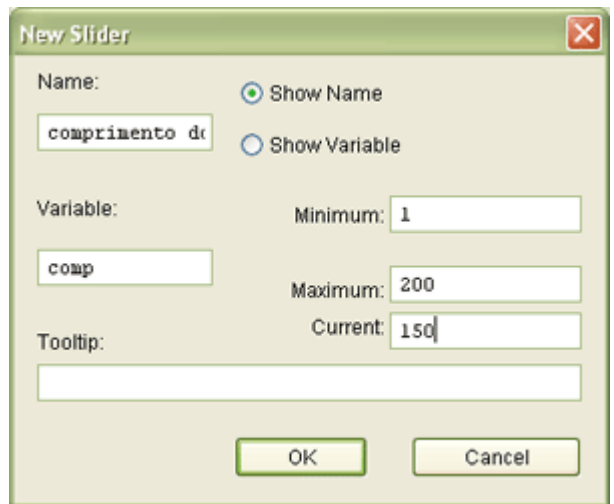 New Slider
Name:
comprimento do
Show Name
Show Variable
Variable:
comp
Minimum: 1
Maximum: 200
Current: 150
Tooltip:
OK
Cancel